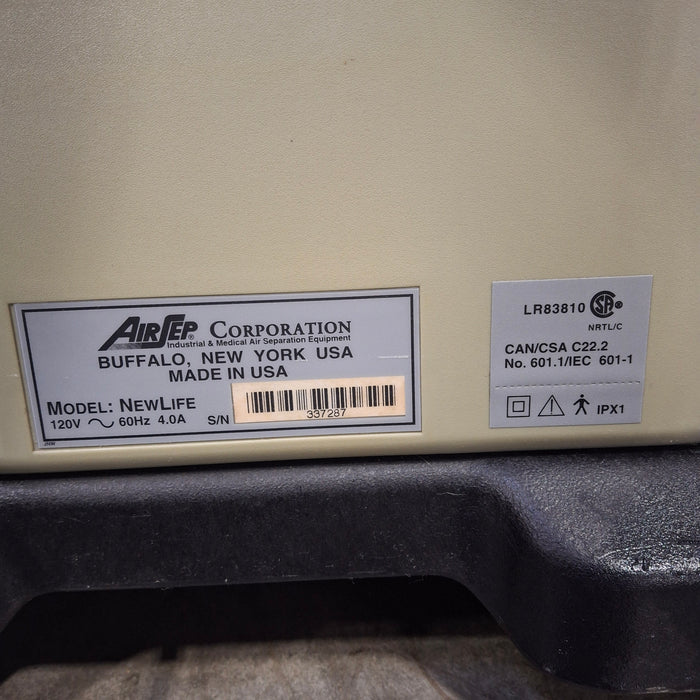 AIRSEP CORPORATION
Industrial & Medical Air Separation Equipment
BUFFALO, NEW YORK USA
MADE IN USA
MODEL: NEWLIFE
120V ~ 60Hz 4.0A S/N
337287
LR83810 SA®
NRTL/C
CAN/CSA C22.2
No. 601.1/IEC 601-1
IPX1